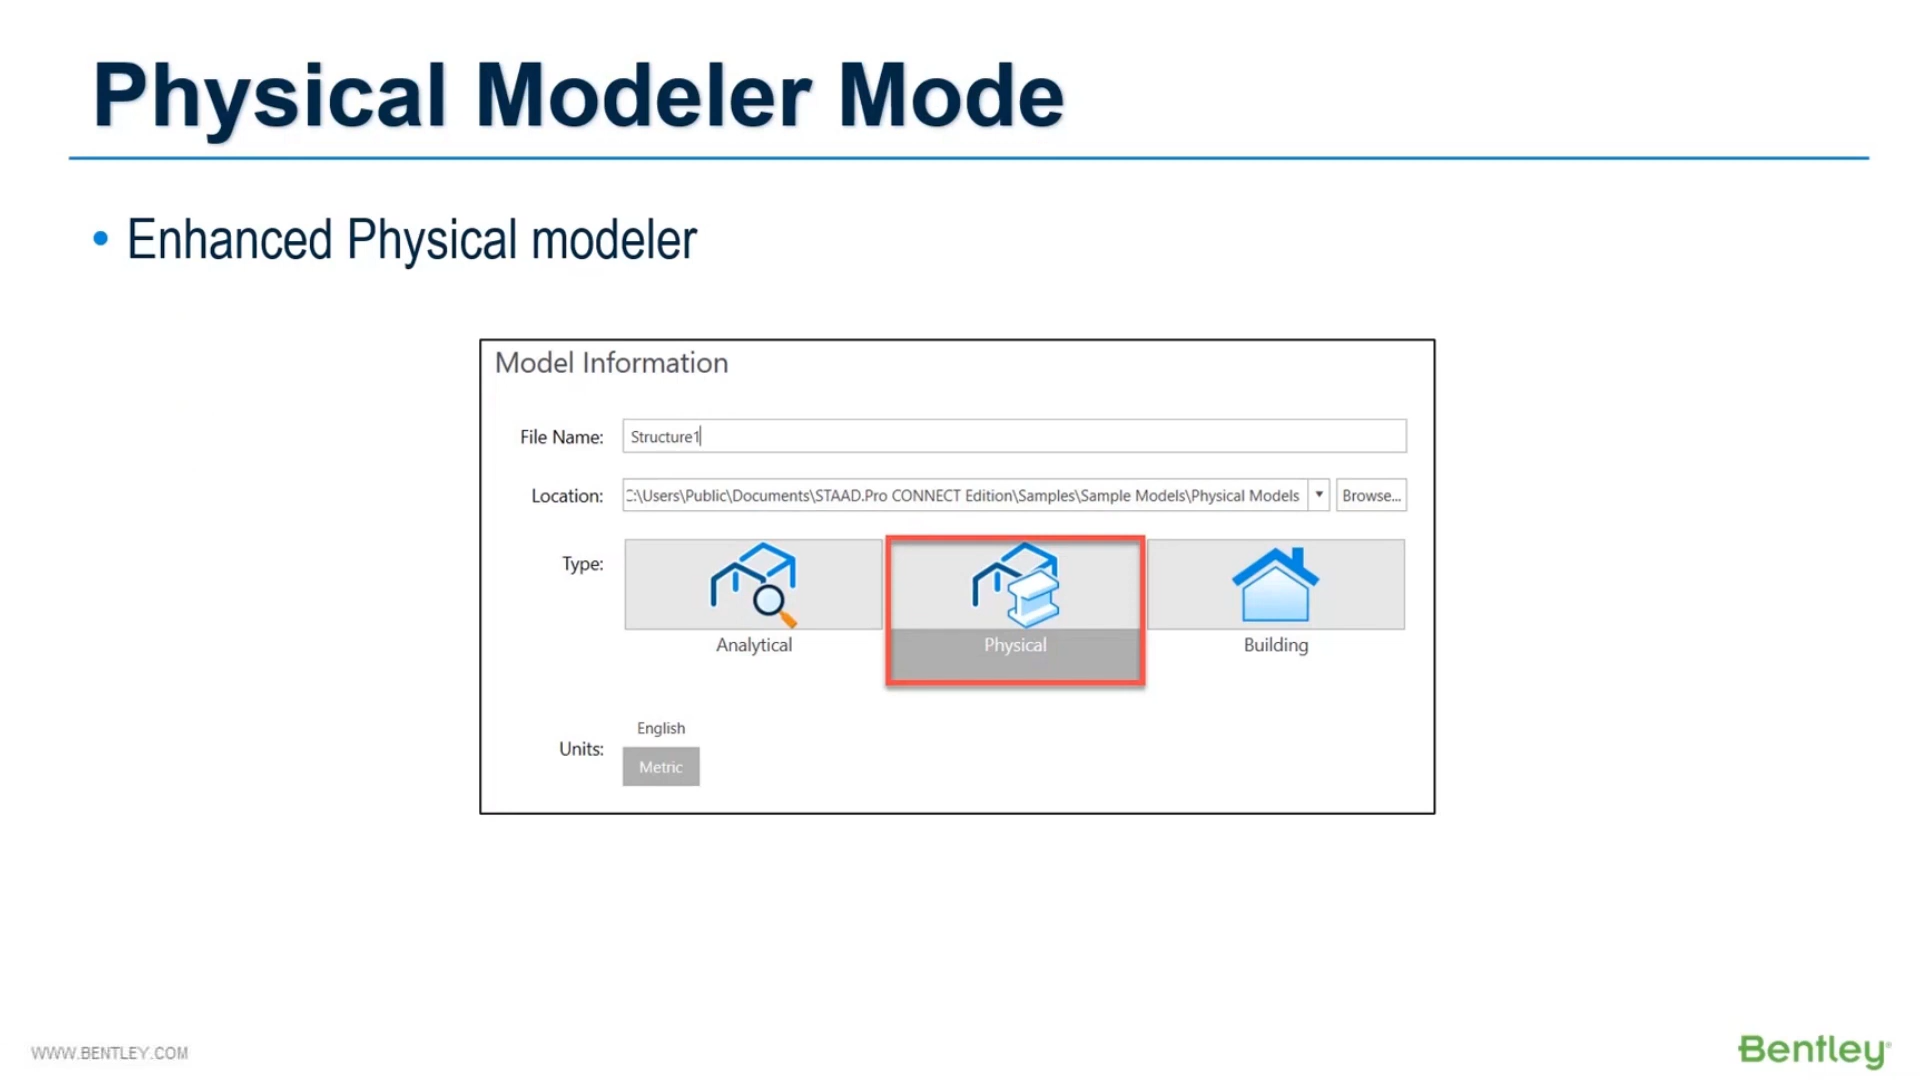 Physical Modeler Mode
• Enhanced Physical modeler
Model Information
File Name: Structure1
Location: C:\Users\Public\Documents\STAAD.Pro CONNECT Edition\Samples\Sample Models\Physical Models Browse...
Type:
Analytical Physical Building
English
Units:
Metric
WWW.BENTLEY.COM
Bentley®